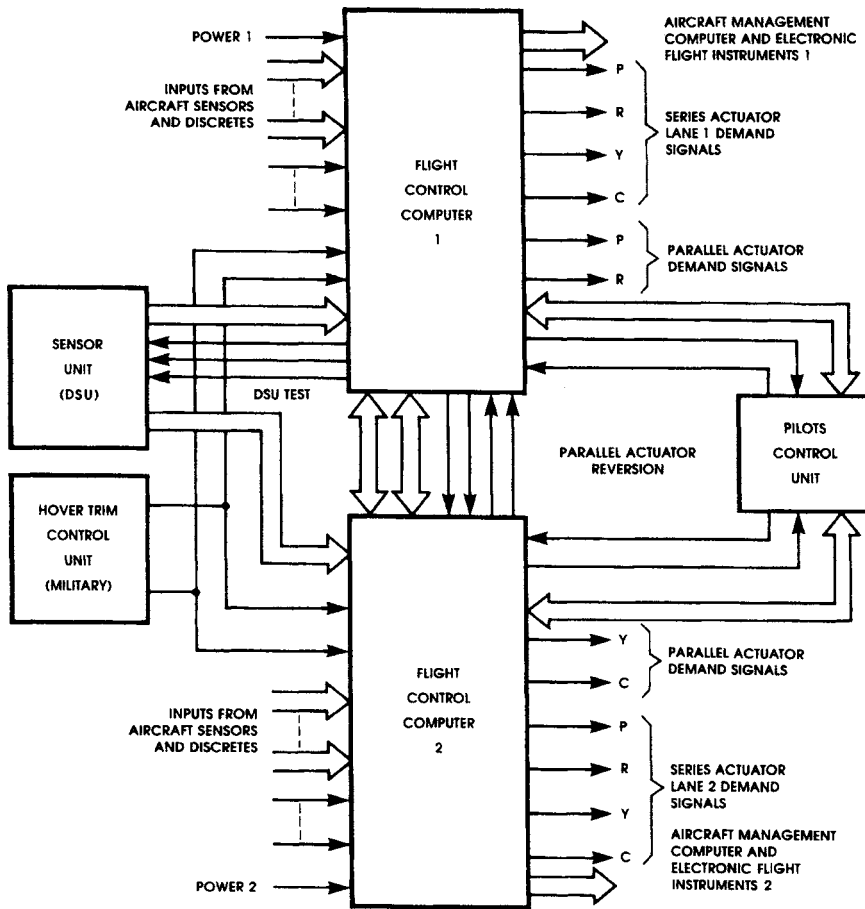 POWER 1
INPUTS FROM
AIRCRAFT SENSORS
AND DISCRETES
FLIGHT
CONTROL
COMPUTER
1
AIRCRAFT MANAGEMENT
COMPUTER AND ELECTRONIC
FLIGHT INSTRUMENTS 1
P
R
Y
C
SERIES ACTUATOR
LANE 1 DEMAND
SIGNALS
P
R
PARALLEL ACTUATOR
DEMAND SIGNALS
SENSOR
UNIT
(DSU)
DSU TEST
HOVER TRIM
CONTROL
UNIT
(MILITARY)
PARALLEL ACTUATOR
REVERSION
PILOTS
CONTROL
UNIT
FLIGHT
CONTROL
COMPUTER
2
INPUTS FROM
AIRCRAFT SENSORS
AND DISCRETES
POWER 2
Y
C
PARALLEL ACTUATOR
DEMAND SIGNALS
P
R
Y
C
SERIES ACTUATOR
LANE 2 DEMAND
SIGNALS
AIRCRAFT MANAGEMENT
COMPUTER AND
ELECTRONIC FLIGHT
INSTRUMENTS 2